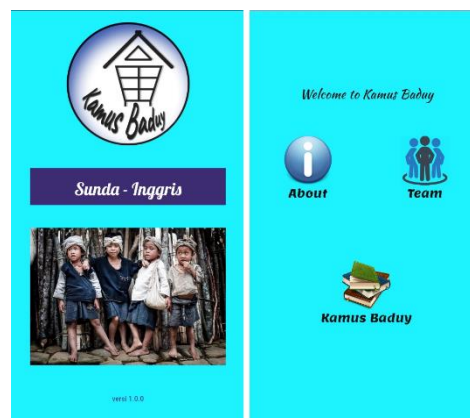 Kamus Baduy
Sunda - Inggris
versi 1.0.0
Welcome to Kamus Baduy
About
Team
Kamus Baduy